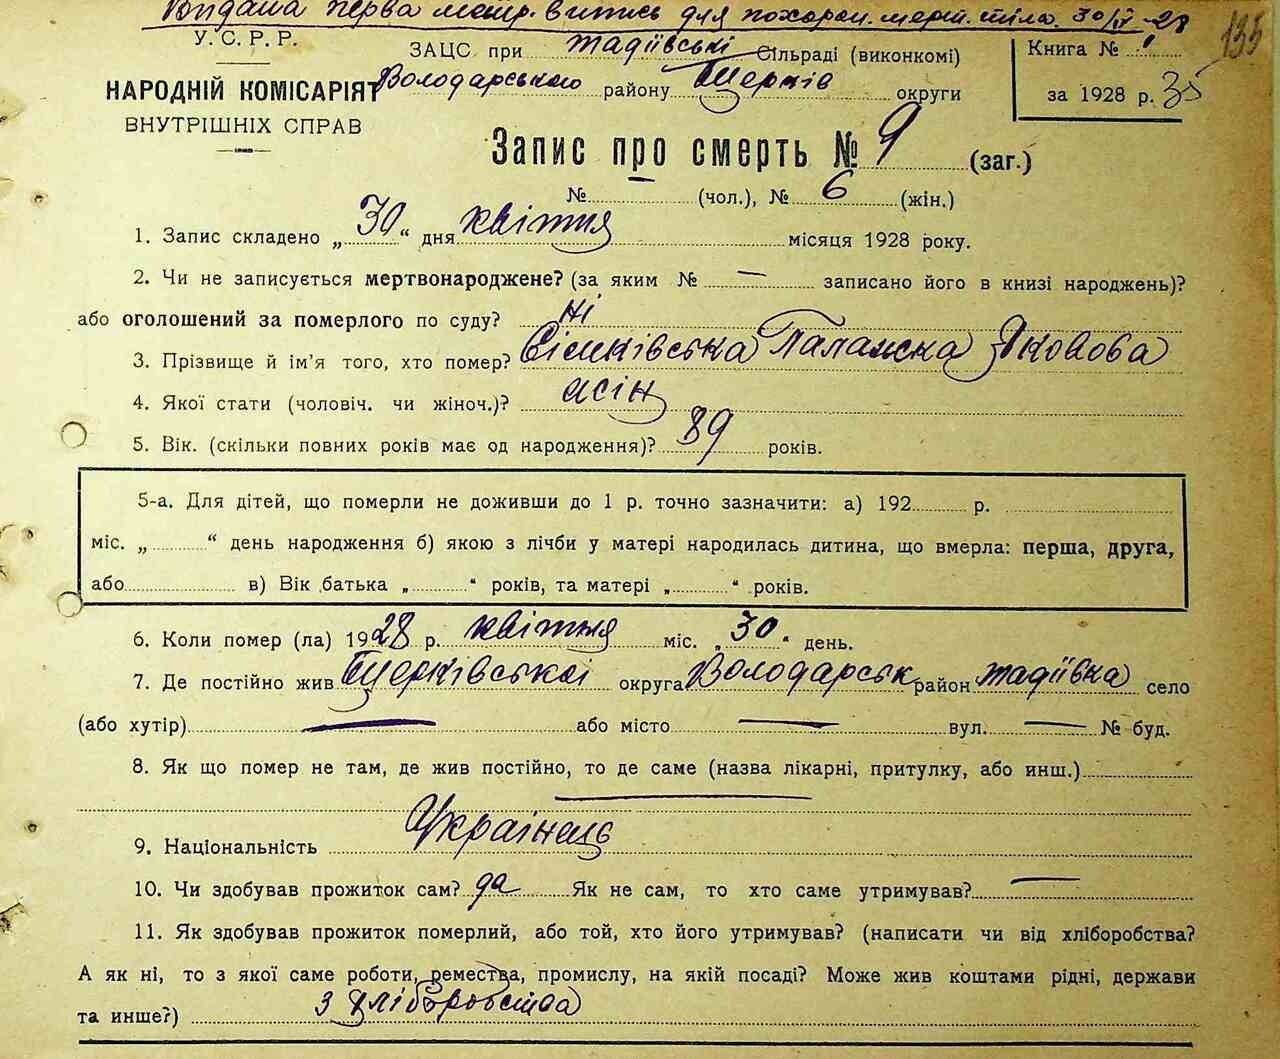 Видана перва метр. витись для похорон. мерт. тіла. 30/IV-28
135
У. С. Р. Р.
НАРОДНІЙ КОМІСАРІЯТ
ВНУТРІШНІХ СПРАВ
ЗАЦС при Тадіївські Сільраді (виконкомі)
Володарського району Б Церків округи
Книга № 1
за 1928 р. 35
Запис про смерть № 9 (заг.)
№ (чол.), № 6 (жін.)
1. Запис складено „30“ дня квітня місяця 1928 року.
2. Чи не записується мертвонароджене? (за яким № — записано його в книзі народжень)?
або оголошений за померлого по суду? ні
3. Прізвище й ім’я того, хто помер? Сіньківська Палажка Яковова
4. Якої стати (чоловіч. чи жіноч.)? жін
5. Вік. (скільки повних років має од народження)? 89 років.
5-а. Для дітей, що померли не доживши до 1 р. точно зазначити: а) 192 р.
міс. „ “ день народження б) якою з лічби у матері народилась дитина, що вмерла: перша, друга,
або в) Вік батька „ “ років, та матері „ “ років.
6. Коли помер (ла) 1928 р. квітня міс. „30“ день.
7. Де постійно жив Б Церківської округа Володарськ район Тадіївка село
(або хутір) — або місто — вул. — № буд.
8. Як що помер не там, де жив постійно, то де саме (назва лікарні, притулку, або инш.)
—
9. Національність Українець
10. Чи здобував прожиток сам? да Як не сам, то хто саме утримував? —
11. Як здобував прожиток померлий, або той, хто його утримував? (написати чи від хліборобства?
А як ні, то з якої саме роботи, ремества, промислу, на якій посаді? Може жив коштами рідні, держави
та инше?) з хліборобства